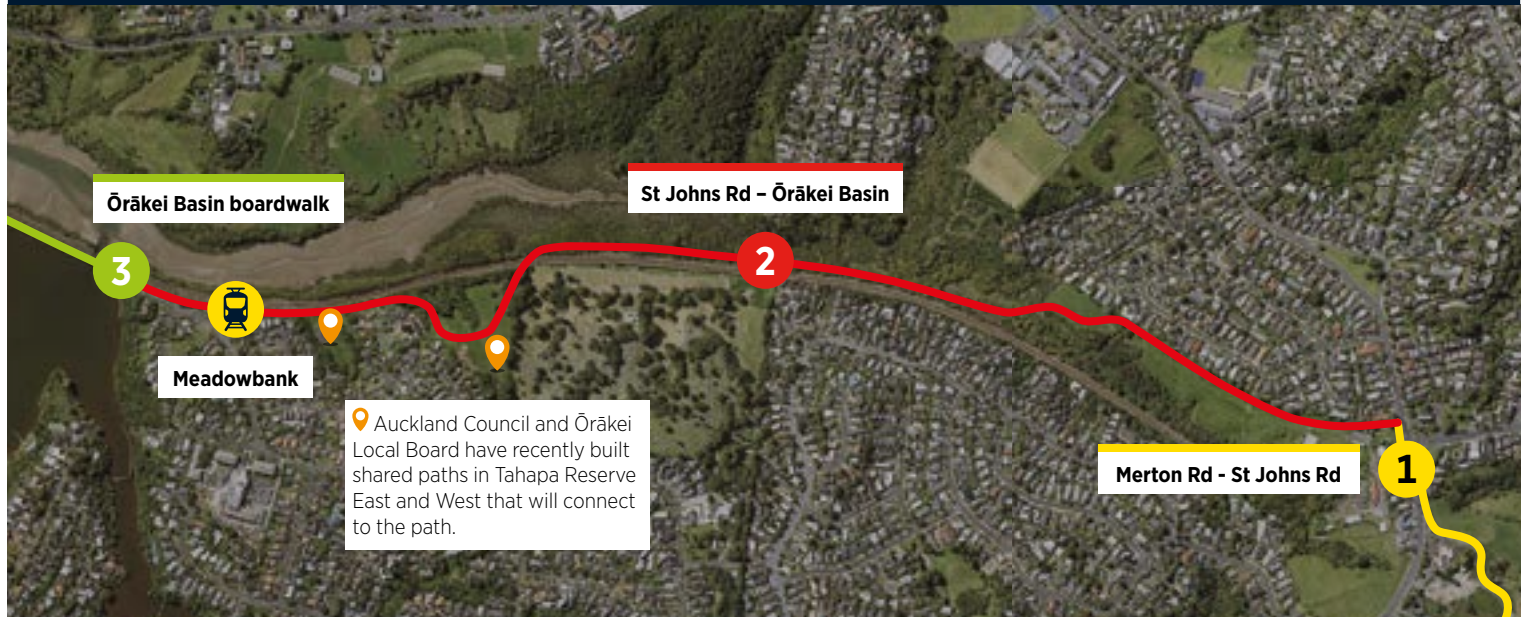 Ōrākei Basin boardwalk
St Johns Rd – Ōrākei Basin
3
2
Meadowbank
Auckland Council and Ōrākei
Local Board have recently built
shared paths in Tahapa Reserve
East and West that will connect
to the path.
Merton Rd - St Johns Rd
1